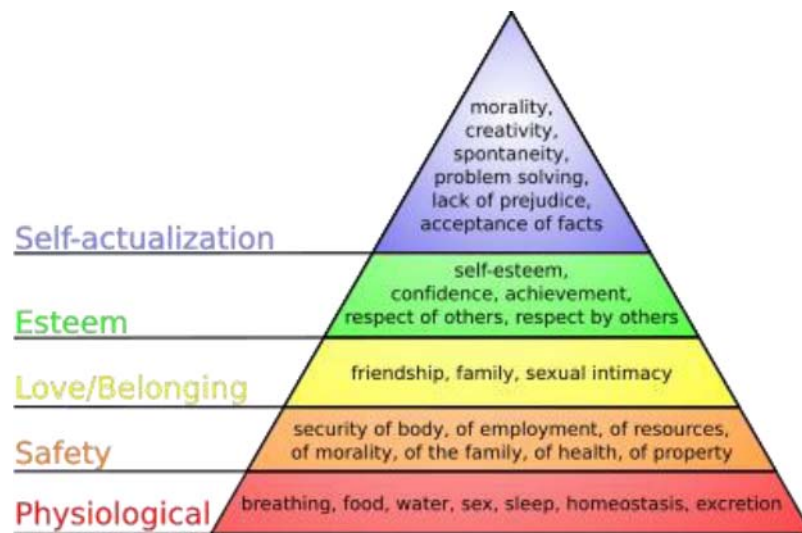 morality,
creativity,
spontaneity,
problem solving,
lack of prejudice,
acceptance of facts
Self-actualization
self-esteem,
confidence, achievement,
respect of others, respect by others
Esteem
friendship, family, sexual intimacy
Love/Belonging
security of body, of employment, of resources,
of morality, of the family, of health, of property
Safety
breathing, food, water, sex, sleep, homeostasis, excretion
Physiological